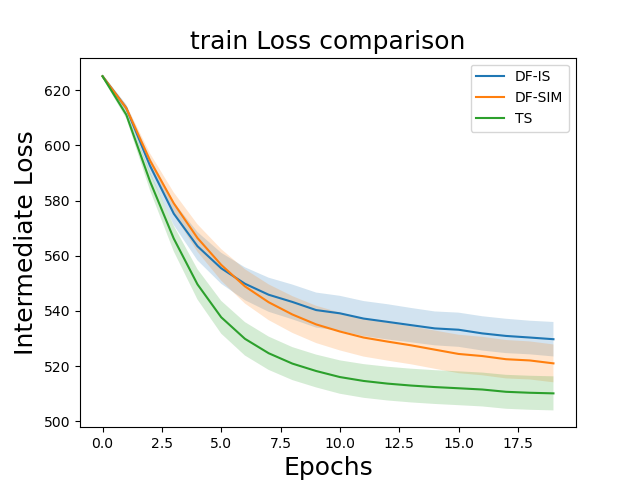 train Loss comparison
DF-IS
DF-SIM
TS
Intermediate Loss
620
600
580
560
540
520
500
0.0 2.5 5.0 7.5 10.0 12.5 15.0 17.5
Epochs